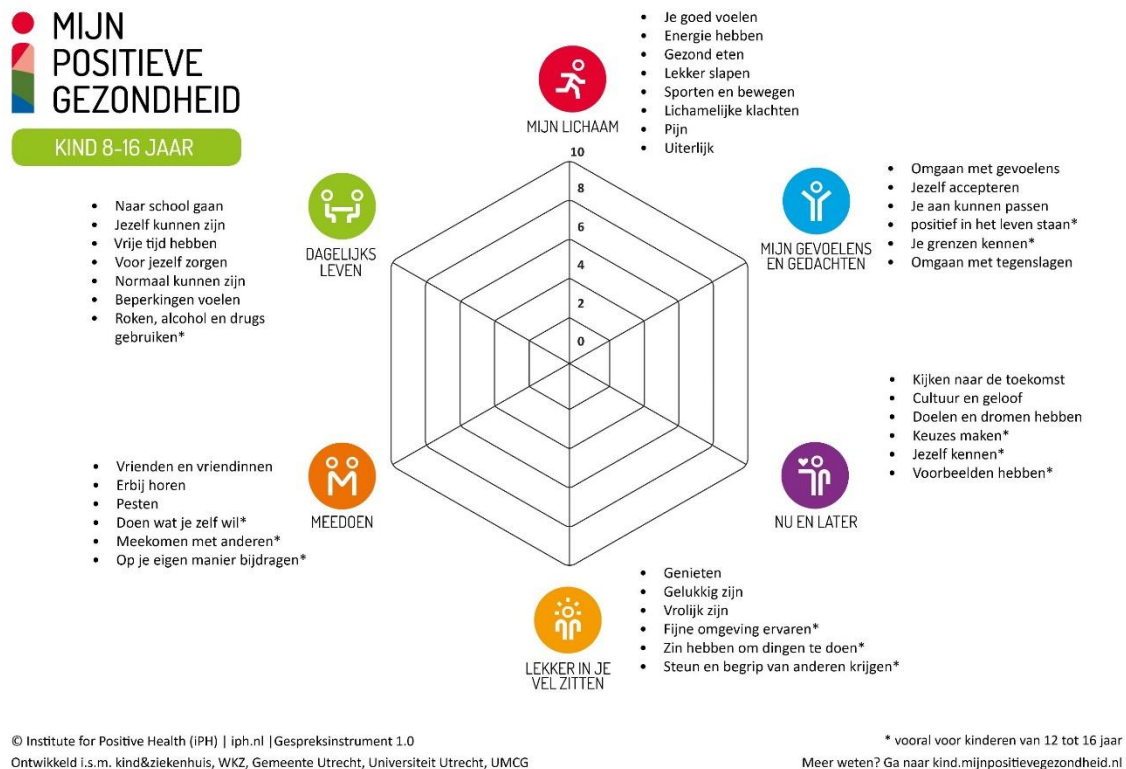 MIJN
POSITIEVE
GEZONDHEID
KIND 8-16 JAAR
MIJN LICHAAM
• Je goed voelen
• Energie hebben
• Gezond eten
• Lekker slapen
• Sporten en bewegen
• Lichamelijke klachten
• Pijn
• Uiterlijk
MIJN GEVOELENS
EN GEDACHTEN
• Omgaan met gevoelens
• Jezelf accepteren
• Je aan kunnen passen
• positief in het leven staan*
• Je grenzen kennen*
• Omgaan met tegenslagen
NU EN LATER
• Kijken naar de toekomst
• Cultuur en geloof
• Doelen en dromen hebben
• Keuzes maken*
• Jezelf kennen*
• Voorbeelden hebben*
LEKKER IN JE
VEL ZITTEN
• Genieten
• Gelukkig zijn
• Vrolijk zijn
• Fijne omgeving ervaren*
• Zin hebben om dingen te doen*
• Steun en begrip van anderen krijgen*
MEEDOEN
• Vrienden en vriendinnen
• Erbij horen
• Pesten
• Doen wat je zelf wil*
• Meekomen met anderen*
• Op je eigen manier bijdragen*
DAGELIJKS
LEVEN
• Naar school gaan
• Jezelf kunnen zijn
• Vrije tijd hebben
• Voor jezelf zorgen
• Normaal kunnen zijn
• Beperkingen voelen
• Roken, alcohol en drugs
gebruiken*
10
8
6
4
2
0
© Institute for Positive Health (iPH) | iph.nl |Gespreksinstrument 1.0
Ontwikkeld i.s.m. kind&ziekenhuis, WKZ, Gemeente Utrecht, Universiteit Utrecht, UMCG
* vooral voor kinderen van 12 tot 16 jaar
Meer weten? Ga naar kind.mijnpositievegezondheid.nl